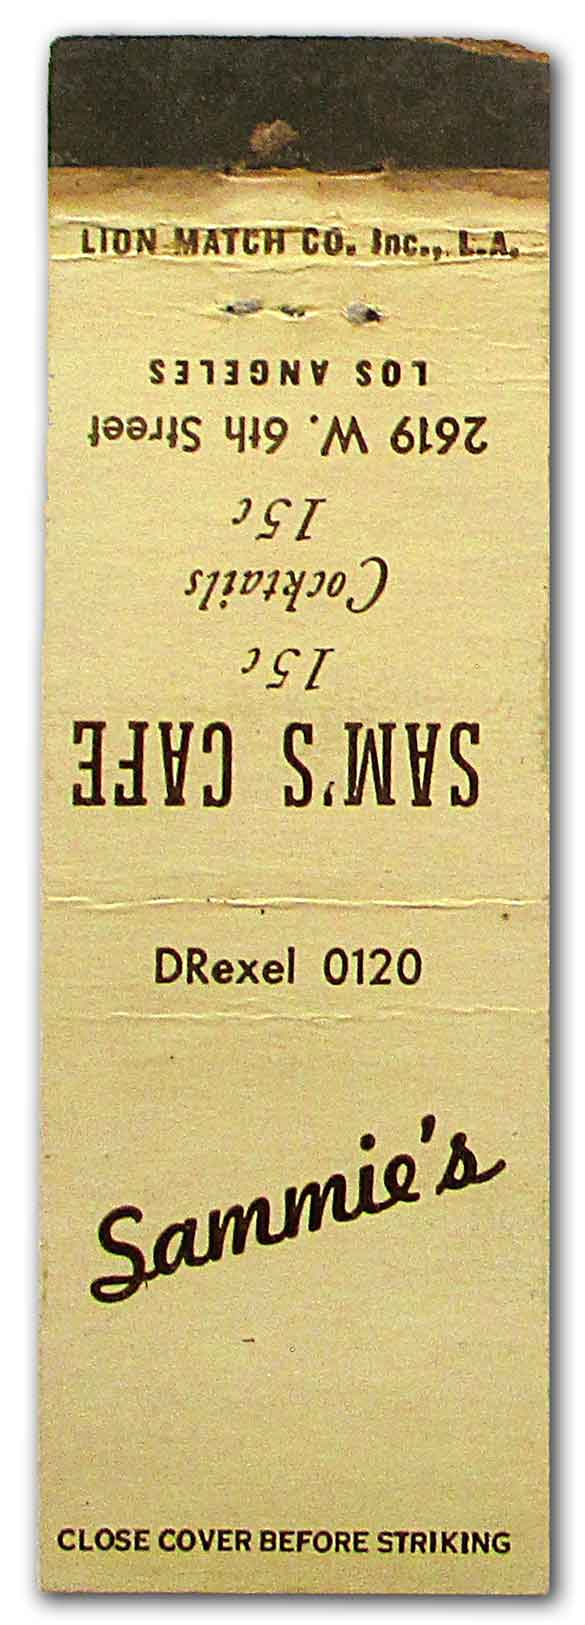 LION MATCH CO. Inc., L.A.
SAM'S CAFE
15c
Cocktails
15c
2619 W. 6th Street
LOS ANGELES
DRexel 0120
Sammie's
CLOSE COVER BEFORE STRIKING